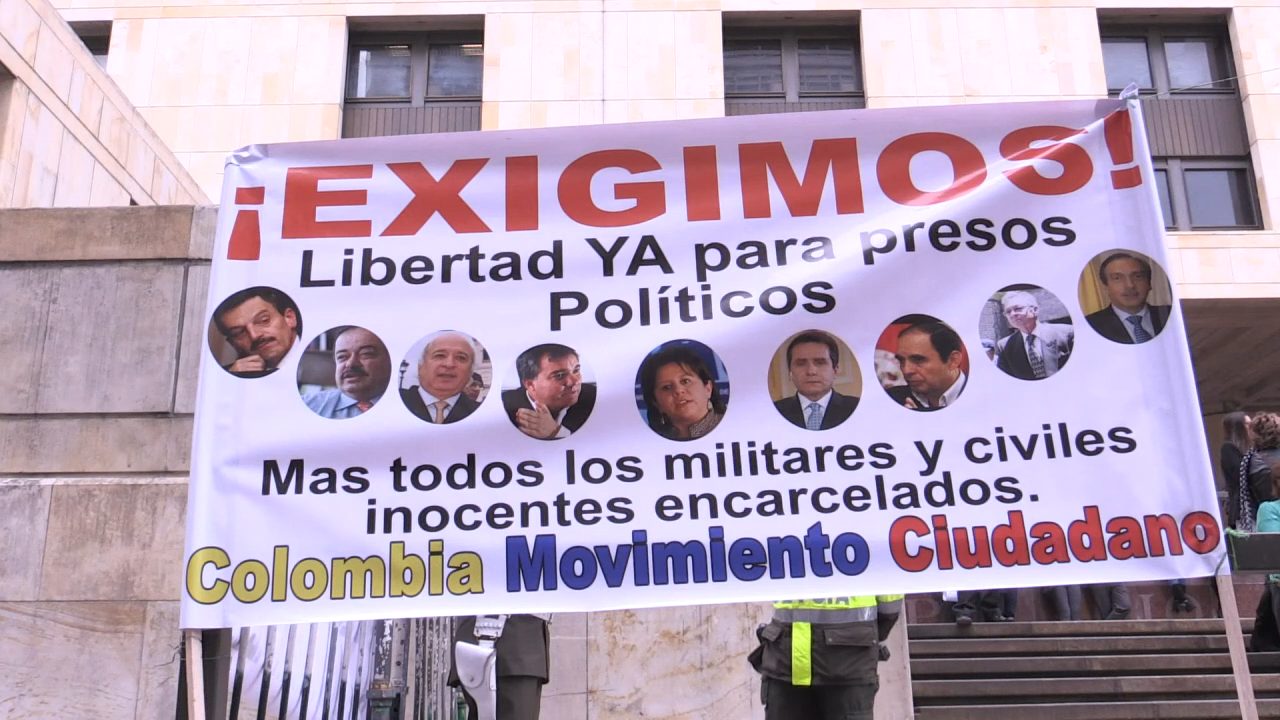 ¡EXIGIMOS!
Libertad YA para presos
Políticos
Mas todos los militares y civiles
inocentes encarcelados.
Colombia Movimiento Ciudadano